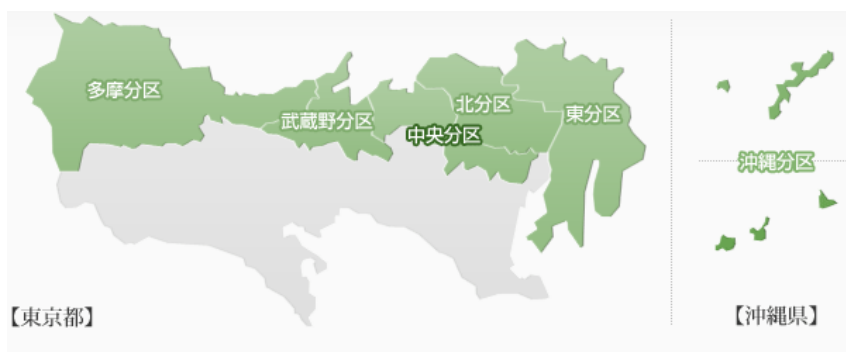 多摩分区
武蔵野分区
中央分区
北分区
東分区
沖縄分区
【東京都】
【沖縄県】